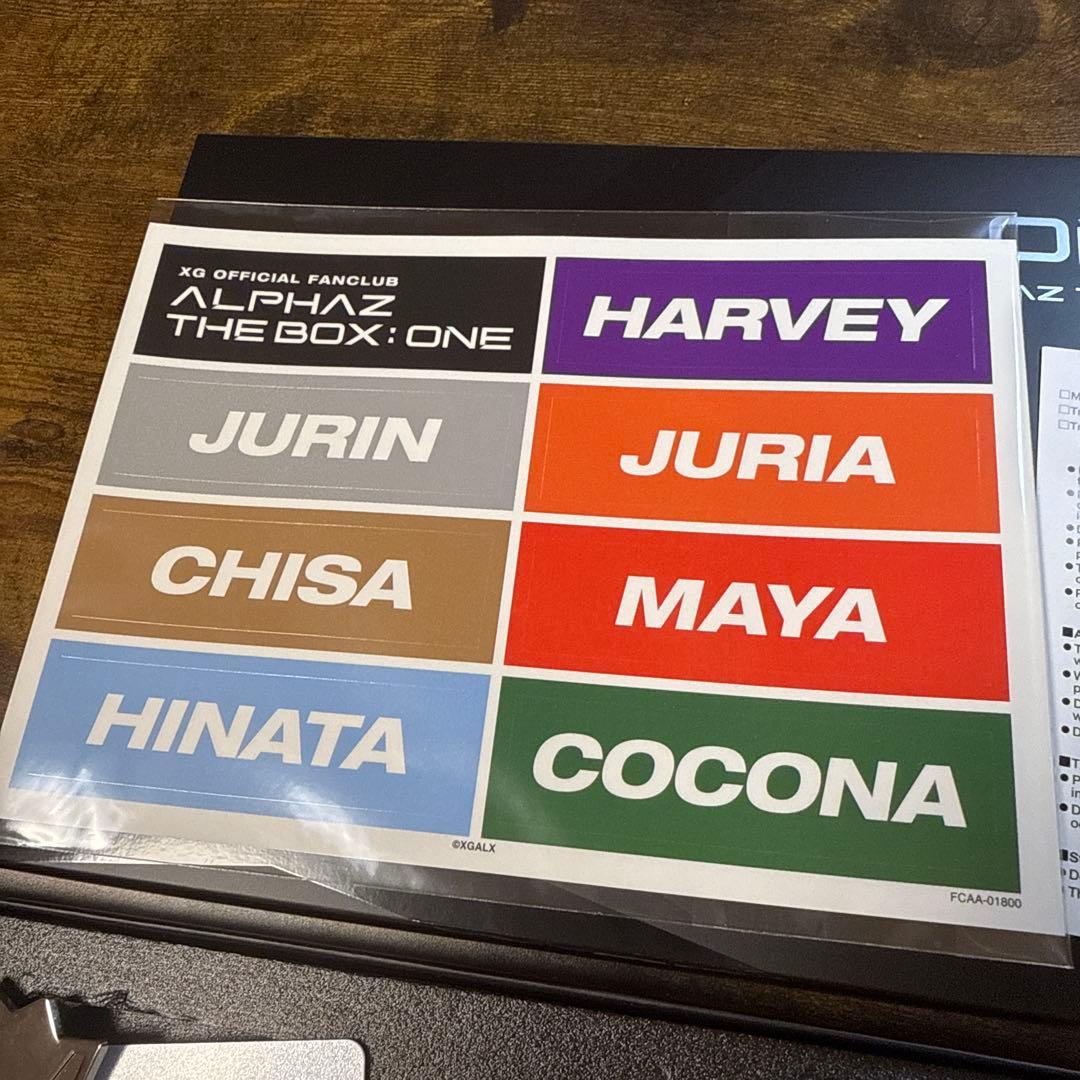 XG OFFICIAL FANCLUB
ALPHAZ
THE BOX : ONE
HARVEY
JURIN
JURIA
CHISA
MAYA
HINATA
COCONA
©XGALX
FCAA-01800